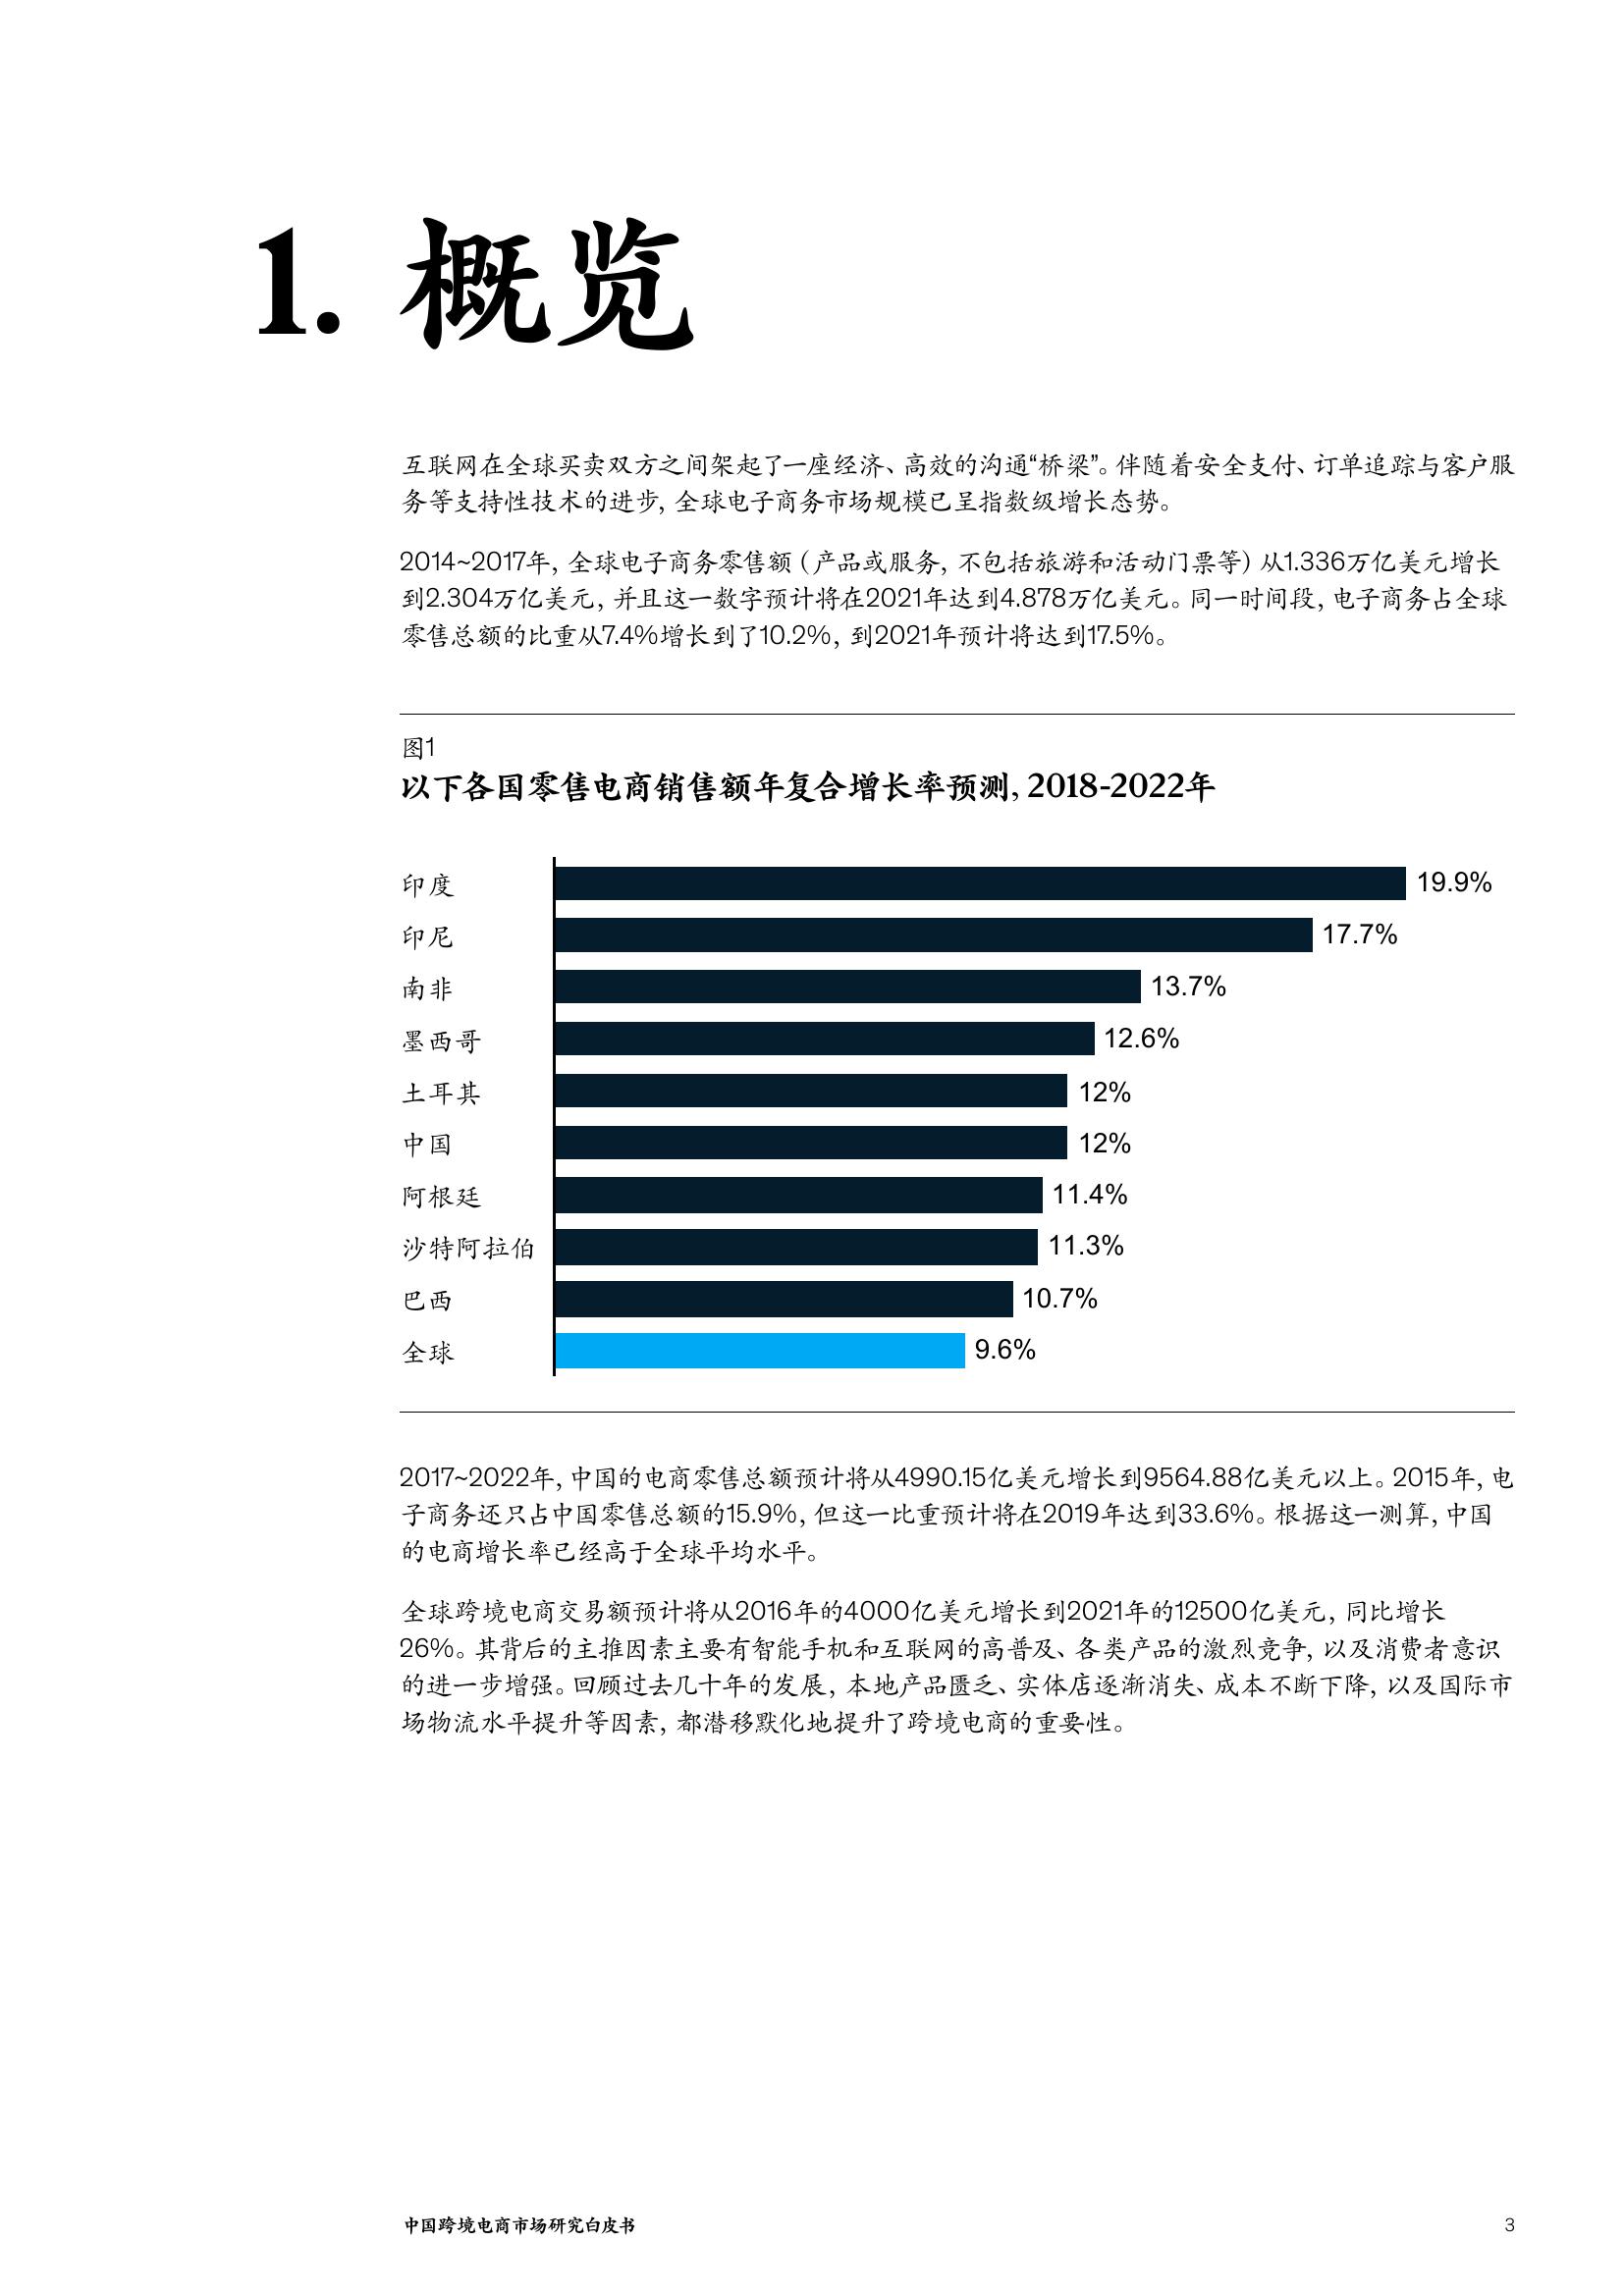 1. 概览
互联网在全球买卖双方之间架起了一座经济、高效的沟通“桥梁”。伴随着安全支付、订单追踪与客户服
务等支持性技术的进步, 全球电子商务市场规模已呈指数级增长态势。
2014~2017年, 全球电子商务零售额（产品或服务, 不包括旅游和活动门票等）从1.336万亿美元增长
到2.304万亿美元, 并且这一数字预计将在2021年达到4.878万亿美元。同一时间段, 电子商务占全球
零售总额的比重从7.4%增长到了10.2%, 到2021年预计将达到17.5%。
图1
以下各国零售电商销售额年复合增长率预测, 2018-2022年
印度 19.9%
印尼 17.7%
南非 13.7%
墨西哥 12.6%
土耳其 12%
中国 12%
阿根廷 11.4%
沙特阿拉伯 11.3%
巴西 10.7%
全球 9.6%
2017~2022年, 中国的电商零售总额预计将从4990.15亿美元增长到9564.88亿美元以上。2015年, 电
子商务还只占中国零售总额的15.9%, 但这一比重预计将在2019年达到33.6%。根据这一测算, 中国
的电商增长率已经高于全球平均水平。
全球跨境电商交易额预计将从2016年的4000亿美元增长到2021年的12500亿美元, 同比增长
26%。其背后的主推因素主要有智能手机和互联网的高普及、各类产品的激烈竞争, 以及消费者意识
的进一步增强。回顾过去几十年的发展, 本地产品匮乏、实体店逐渐消失、成本不断下降, 以及国际市
场物流水平提升等因素, 都潜移默化地提升了跨境电商的重要性。
中国跨境电商市场研究白皮书 3